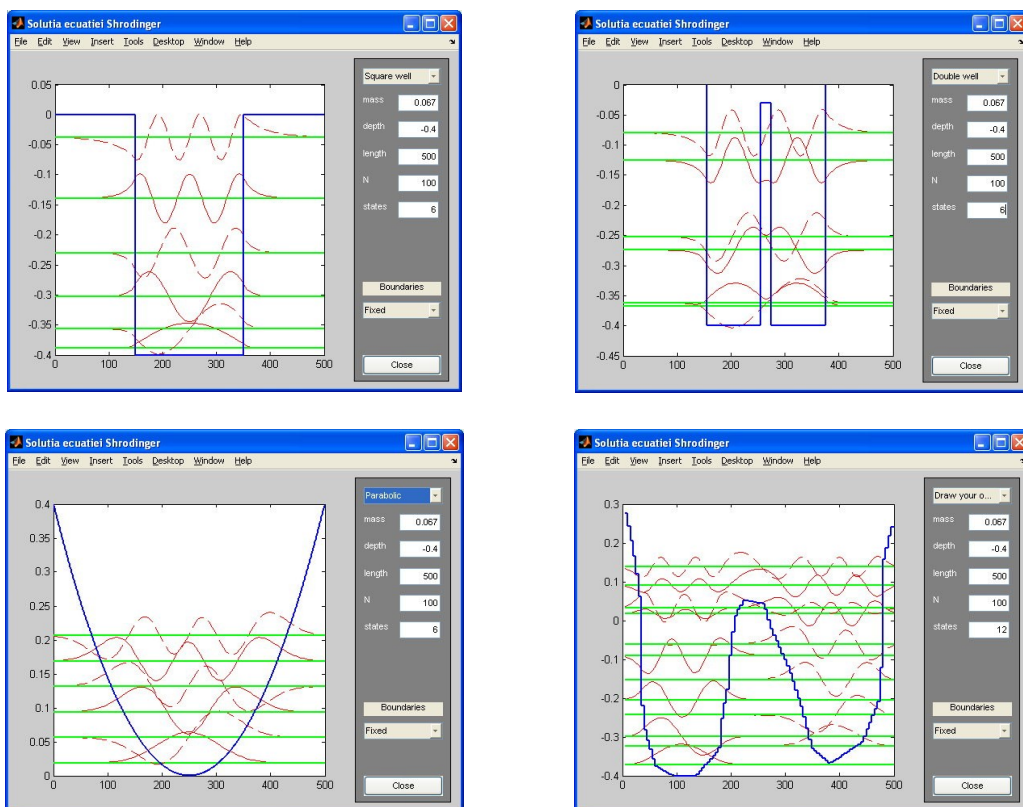 Solutia ecuatiei Shrodinger
File Edit View Insert Tools Desktop Window Help
0.05
0
-0.05
-0.1
-0.15
-0.2
-0.25
-0.3
-0.35
-0.4
0 100 200 300 400 500
Square well
mass 0.067
depth -0.4
length 500
N 100
states 6
Boundaries
Fixed
Close
Solutia ecuatiei Shrodinger
File Edit View Insert Tools Desktop Window Help
0
-0.05
-0.1
-0.15
-0.2
-0.25
-0.3
-0.35
-0.4
-0.45
0 100 200 300 400 500
Double well
mass 0.067
depth -0.4
length 500
N 100
states 6
Boundaries
Fixed
Close
Solutia ecuatiei Shrodinger
File Edit View Insert Tools Desktop Window Help
0.4
0.35
0.3
0.25
0.2
0.15
0.1
0.05
0
0 100 200 300 400 500
Parabolic
mass 0.067
depth -0.4
length 500
N 100
states 6
Boundaries
Fixed
Close
Solutia ecuatiei Shrodinger
File Edit View Insert Tools Desktop Window Help
0.3
0.2
0.1
0
-0.1
-0.2
-0.3
-0.4
0 100 200 300 400 500
Draw your o...
mass 0.067
depth -0.4
length 500
N 100
states 12
Boundaries
Fixed
Close